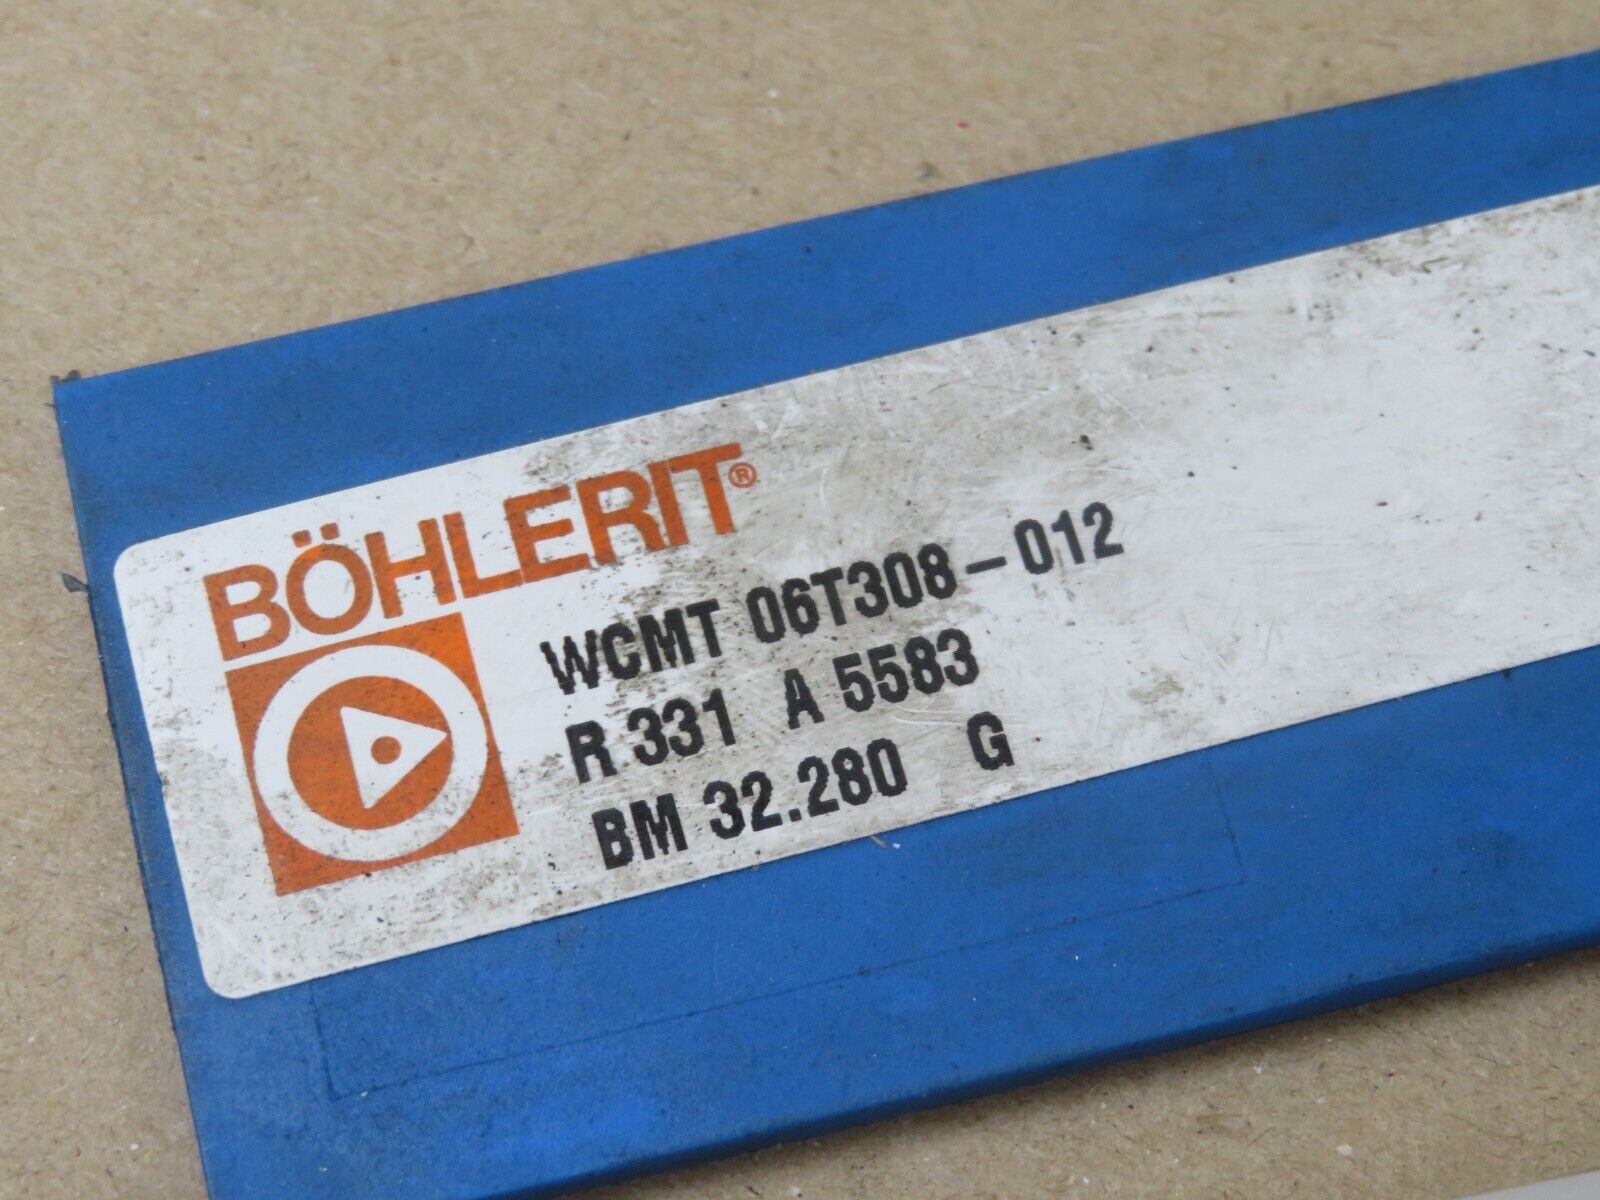 BÖHLERIT®
WCMT 06T308-012
R 331 A 5583
BM 32.280 G